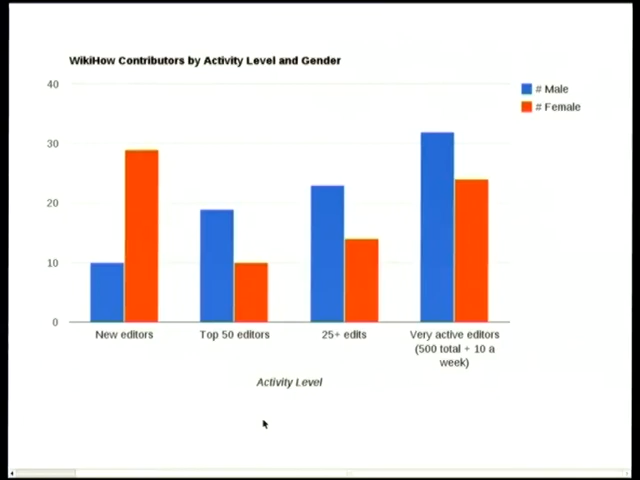 WikiHow Contributors by Activity Level and Gender
40
# Male
# Female
30
20
10
0
New editors
Top 50 editors
25+ edits
Very active editors
(500 total + 10 a
week)
Activity Level